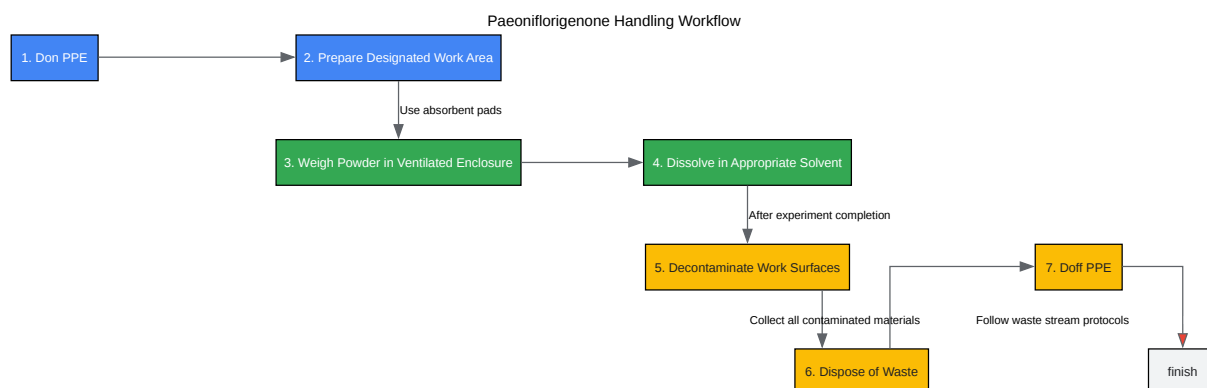 Paeoniflorigenone Handling Workflow
1. Don PPE
2. Prepare Designated Work Area
Use absorbent pads
3. Weigh Powder in Ventilated Enclosure
4. Dissolve in Appropriate Solvent
After experiment completion
5. Decontaminate Work Surfaces
7. Doff PPE
Collect all contaminated materials
Follow waste stream protocols
6. Dispose of Waste
finish